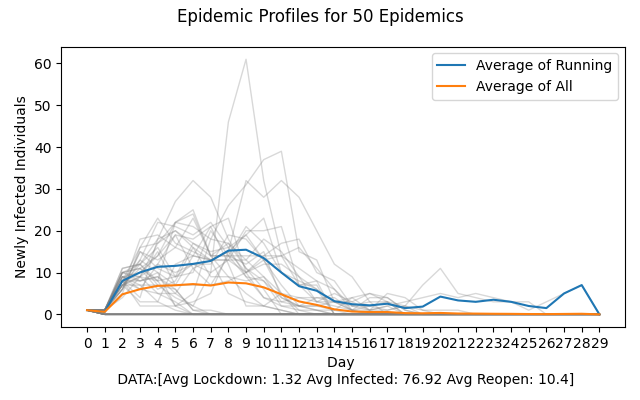 Epidemic Profiles for 50 Epidemics
Newly Infected Individuals
60
50
40
30
20
10
0
Average of Running
Average of All
0 1 2 3 4 5 6 7 8 9 10 11 12 13 14 15 16 17 18 19 20 21 22 23 24 25 26 27 28 29
Day
DATA:[Avg Lockdown: 1.32 Avg Infected: 76.92 Avg Reopen: 10.4]